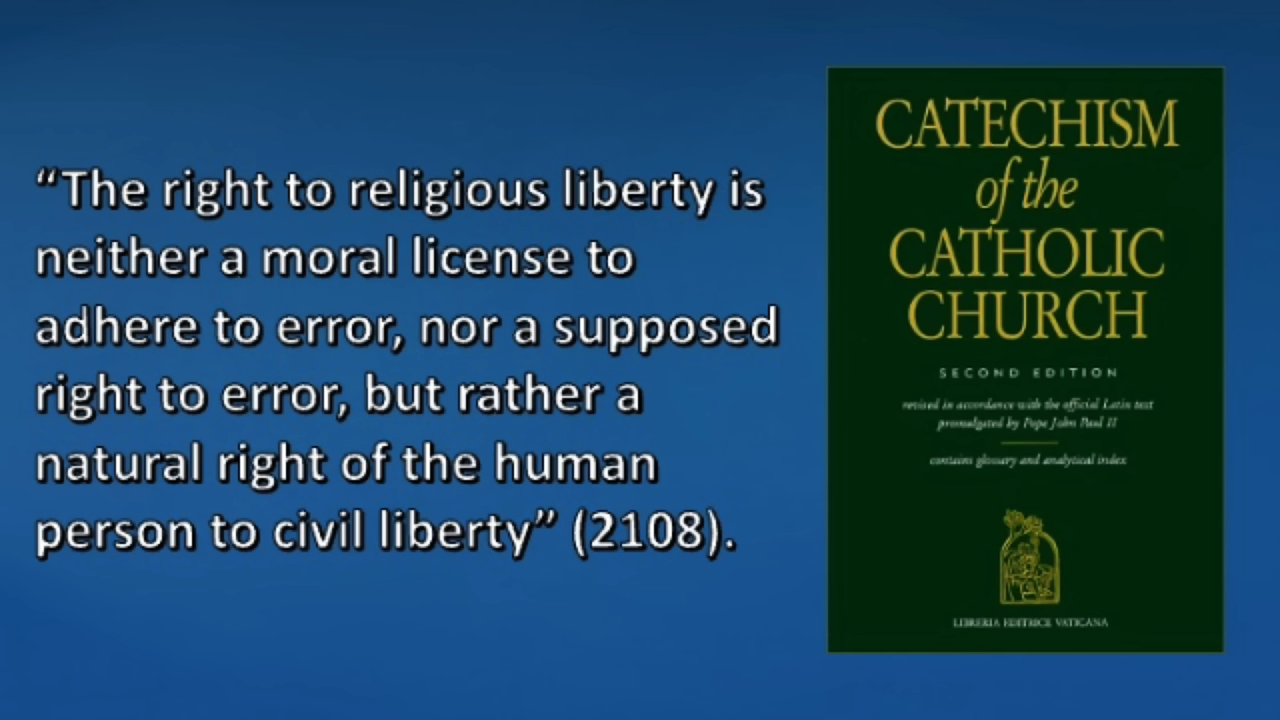 “The right to religious liberty is
neither a moral license to
adhere to error, nor a supposed
right to error, but rather a
natural right of the human
person to civil liberty” (2108).
CATECHISM
of the
CATHOLIC
CHURCH
SECOND EDITION
revised in accordance with the official Latin text
promulgated by Pope John Paul II
contains glossary and analytical index
LIBRERIA EDITRICE VATICANA